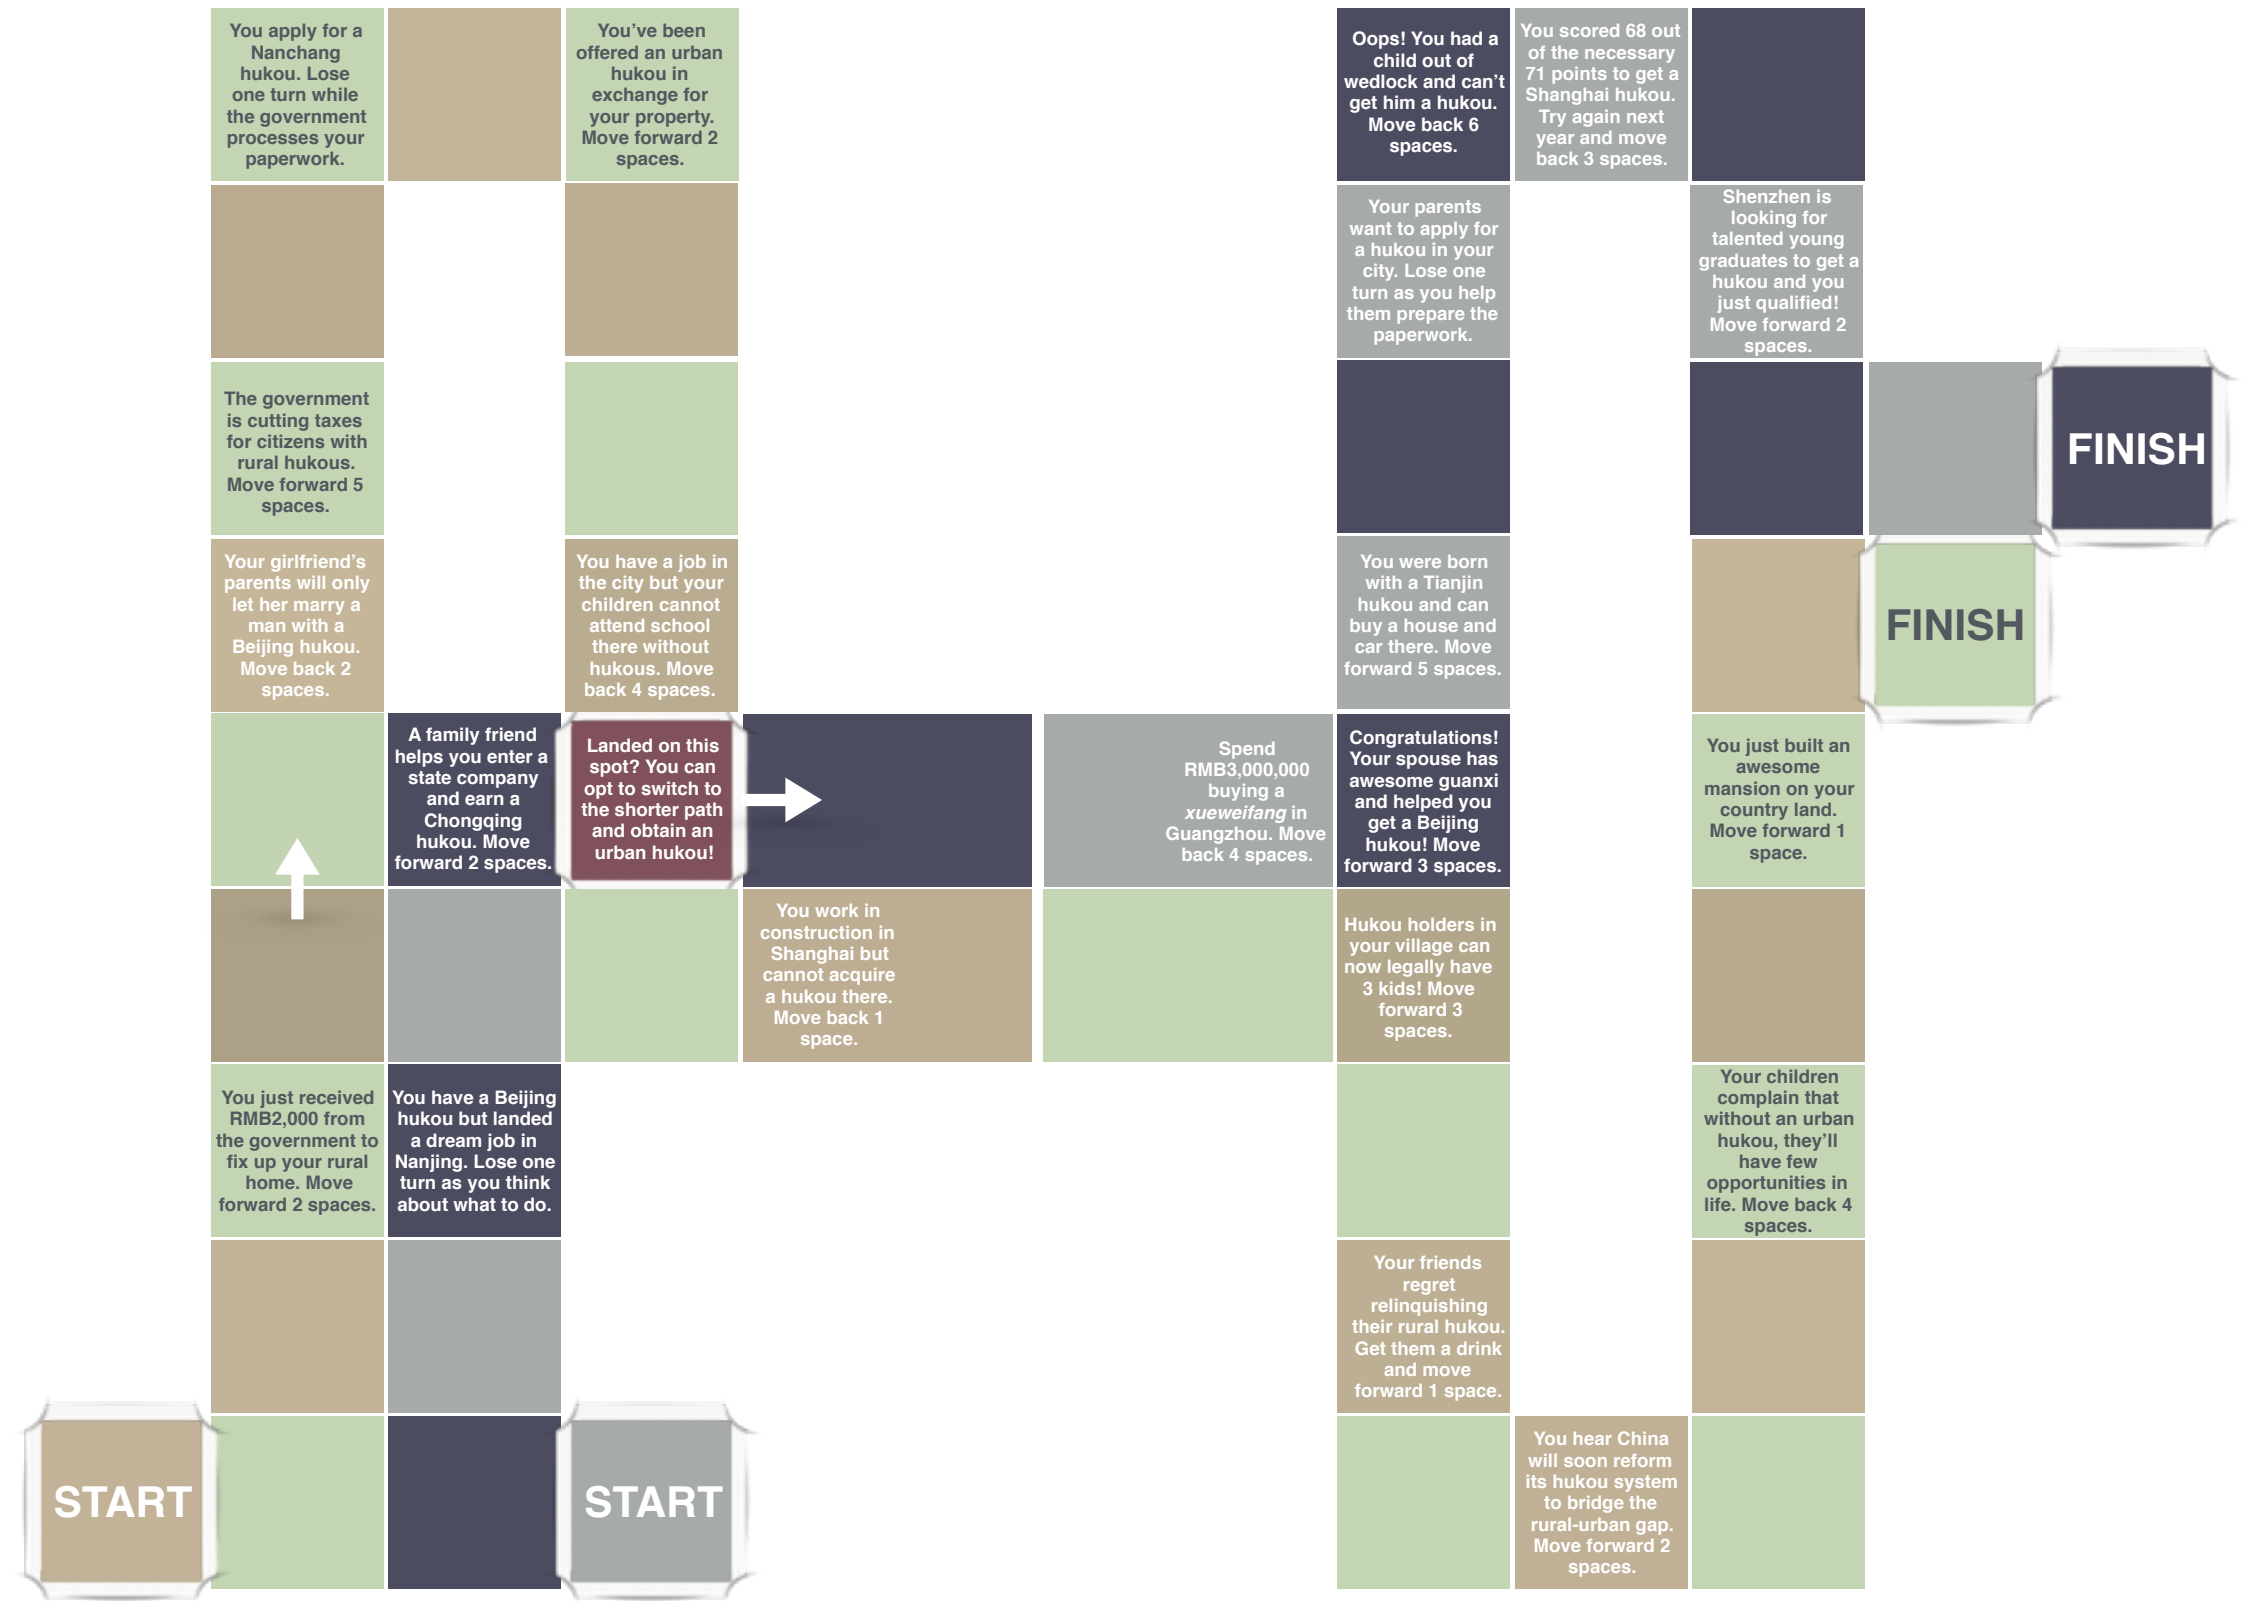 You apply for a
Nanchang
hukou. Lose
one turn while
the government
processes your
paperwork.
You’ve been
offered an urban
hukou in
exchange for
your property.
Move forward 2
spaces.
Oops! You had a
child out of
wedlock and can’t
get him a hukou.
Move back 6
spaces.
You scored 68 out
of the necessary
71 points to get a
Shanghai hukou.
Try again next
year and move
back 3 spaces.
Your parents
want to apply for
a hukou in your
city. Lose one
turn as you help
them prepare the
paperwork.
Shenzhen is
looking for
talented young
graduates to get a
hukou and you
just qualified!
Move forward 2
spaces.
The government
is cutting taxes
for citizens with
rural hukous.
Move forward 5
spaces.
FINISH
Your girlfriend’s
parents will only
let her marry a
man with a
Beijing hukou.
Move back 2
spaces.
You have a job in
the city but your
children cannot
attend school
there without
hukous. Move
back 4 spaces.
You were born
with a Tianjin
hukou and can
buy a house and
car there. Move
forward 5 spaces.
FINISH
A family friend
helps you enter a
state company
and earn a
Chongqing
hukou. Move
forward 2 spaces.
Landed on this
spot? You can
opt to switch to
the shorter path
and obtain an
urban hukou!
Spend
RMB3,000,000
buying a
xueweifang in
Guangzhou. Move
back 4 spaces.
Congratulations!
Your spouse has
awesome guanxi
and helped you
get a Beijing
hukou! Move
forward 3 spaces.
You just built an
awesome
mansion on your
country land.
Move forward 1
space.
You work in
construction in
Shanghai but
cannot acquire
a hukou there.
Move back 1
space.
Hukou holders in
your village can
now legally have
3 kids! Move
forward 3
spaces.
You just received
RMB2,000 from
the government to
fix up your rural
home. Move
forward 2 spaces.
You have a Beijing
hukou but landed
a dream job in
Nanjing. Lose one
turn as you think
about what to do.
Your children
complain that
without an urban
hukou, they’ll
have few
opportunities in
life. Move back 4
spaces.
Your friends
regret
relinquishing
their rural hukou.
Get them a drink
and move
forward 1 space.
START
START
You hear China
will soon reform
its hukou system
to bridge the
rural-urban gap.
Move forward 2
spaces.